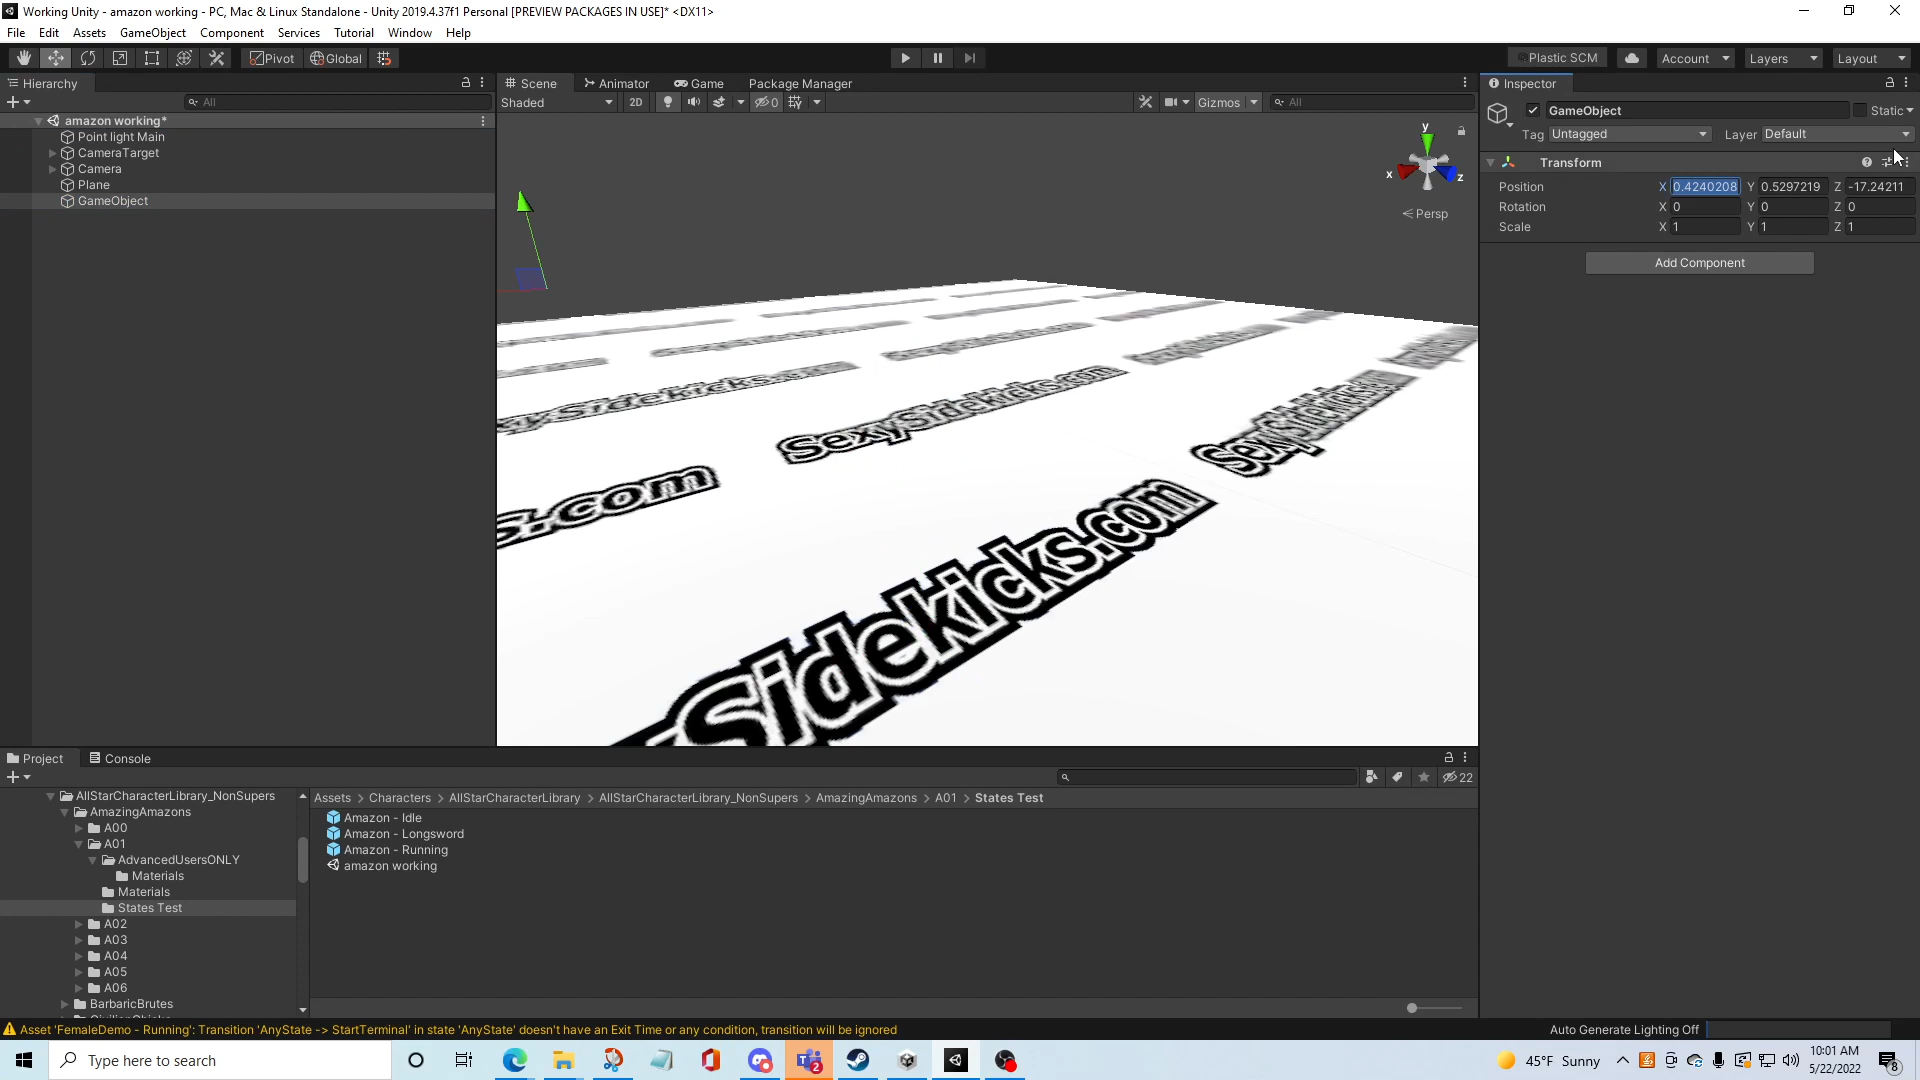 Working Unity - amazon working - PC, Mac & Linux Standalone - Unity 2019.4.37f1 Personal [PREVIEW PACKAGES IN USE]* <DX11>
File Edit Assets GameObject Component Services Tutorial Window Help
Pivot Global Plastic SCM Account Layers Layout
Hierarchy
All
amazon working*
Point light Main
CameraTarget
Camera
Plane
GameObject
Scene Animator Game Package Manager
Shaded 2D 0 Gizmos All
y
x z
Persp
SexySidekicks.com
Sidekicks.com
s.com
Inspector
GameObject Static
Tag Untagged Layer Default
Transform
Position X 0.4240208 Y 0.5297219 Z -17.24211
Rotation X 0 Y 0 Z 0
Scale X 1 Y 1 Z 1
Add Component
Project Console
22
AllStarCharacterLibrary_NonSupers
AmazingAmazons
A00
A01
AdvancedUsersONLY
Materials
Materials
States Test
A02
A03
A04
A05
A06
BarbaricBrutes
Assets > Characters > AllStarCharacterLibrary > AllStarCharacterLibrary_NonSupers > AmazingAmazons > A01 > States Test
Amazon - Idle
Amazon - Longsword
Amazon - Running
amazon working
Asset 'FemaleDemo - Running': Transition 'AnyState -> StartTerminal' in state 'AnyState' doesn't have an Exit Time or any condition, transition will be ignored
Auto Generate Lighting Off
Type here to search
2
45°F Sunny
10:01 AM
5/22/2022
8